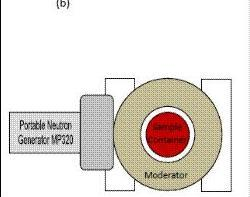 (b)
Portable Neutron
Generator MP320
Sample
Container
Moderator